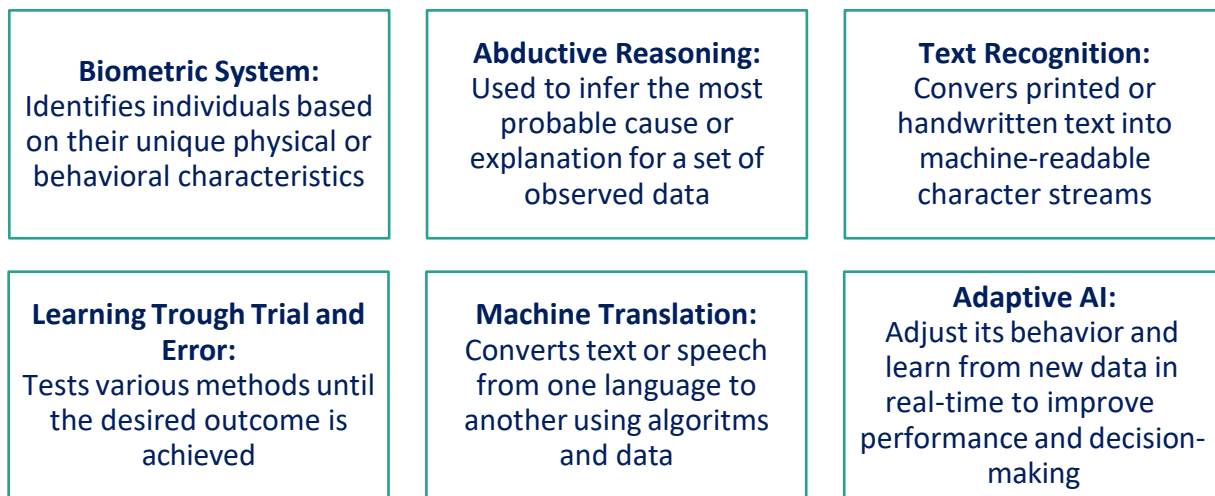 Biometric System:
Identifies individuals based
on their unique physical or
behavioral characteristics
Abductive Reasoning:
Used to infer the most
probable cause or
explanation for a set of
observed data
Text Recognition:
Convers printed or
handwritten text into
machine-readable
character streams
Learning Trough Trial and
Error:
Tests various methods until
the desired outcome is
achieved
Machine Translation:
Converts text or speech
from one language to
another using algoritms
and data
Adaptive AI:
Adjust its behavior and
learn from new data in
real-time to improve
performance and decision-
making